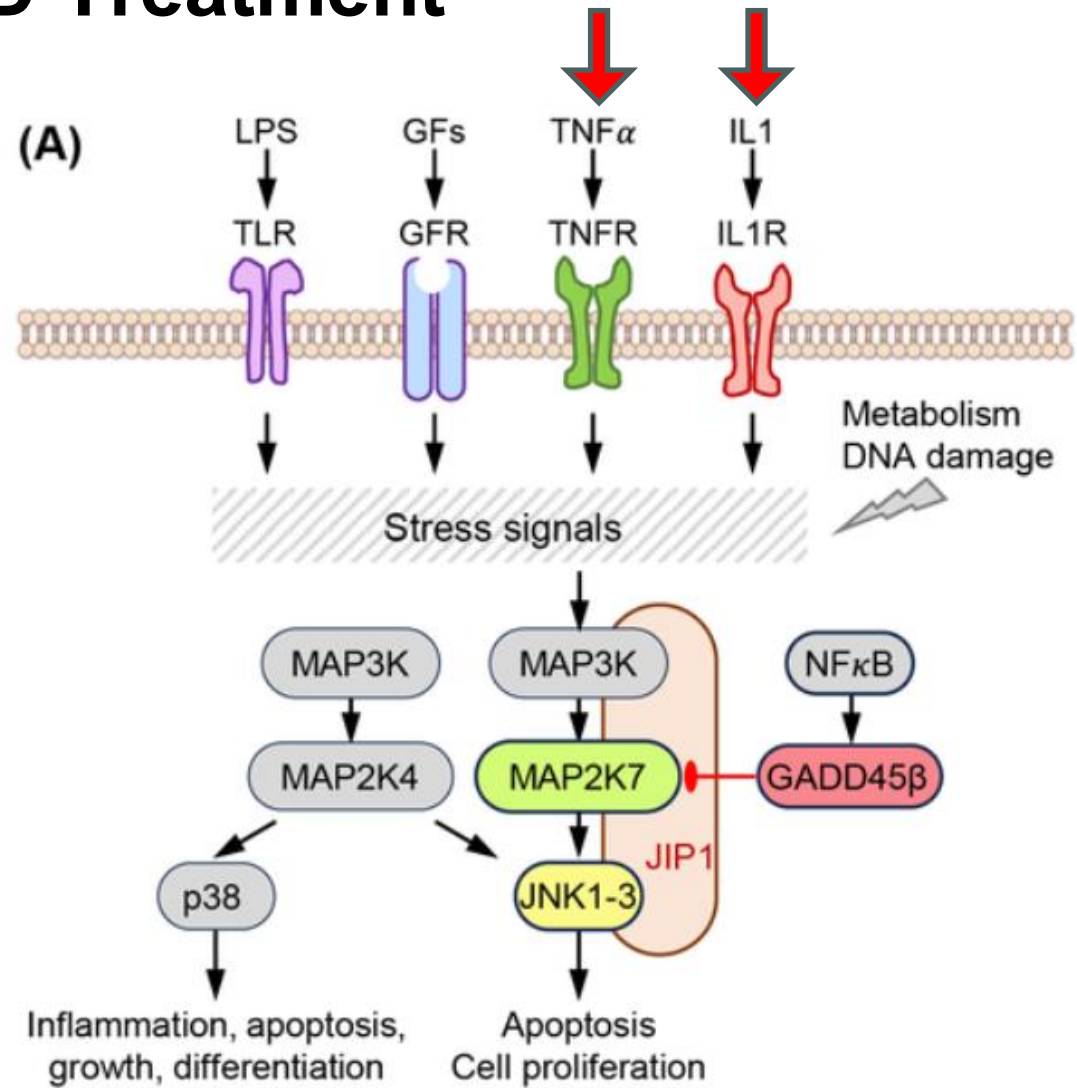 Treatment
(A)
LPS
GFs
TNFα
IL1
TLR
GFR
TNFR
IL1R
Metabolism
DNA damage
Stress signals
MAP3K
MAP3K
NFκB
MAP2K4
MAP2K7
GADD45β
JIP1
p38
JNK1-3
Inflammation, apoptosis,
growth, differentiation
Apoptosis
Cell proliferation